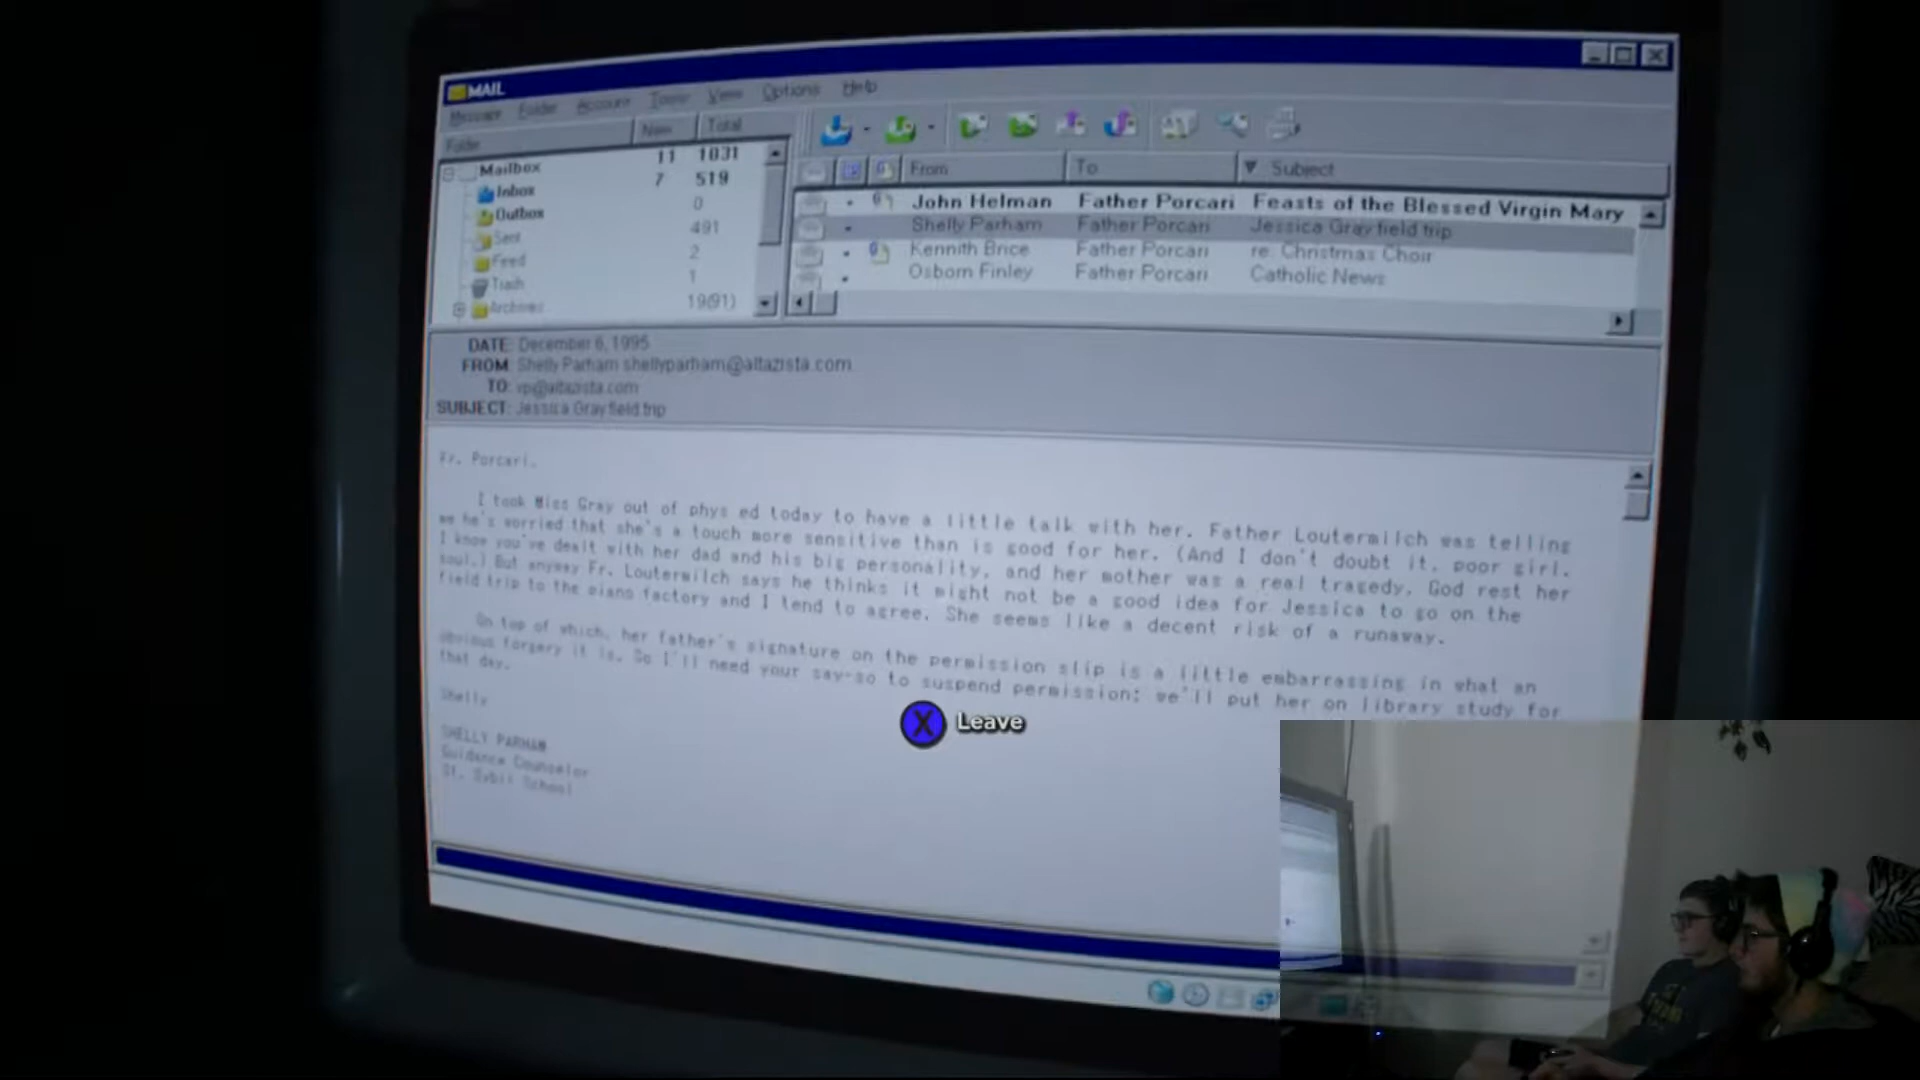 MAIL
Message Folder Account Tools View Options Help
Folder New Total
Mailbox 11 1031
Inbox 7 519
Outbox 0
Sent 491
Feed 2
Trash 1
Archives 19(91)
From To Subject
John Helman Father Porcari Feasts of the Blessed Virgin Mary
Shelly Parham Father Porcari Jessica Gray field trip
Kennith Brice Father Porcari re: Christmas Choir
Osborn Finley Father Porcari Catholic News
DATE: December 6, 1995
FROM: Shelly Parham shellyparham@altazista.com
TO: vp@altazista.com
SUBJECT: Jessica Gray field trip
Fr. Porcari.
I took Miss Gray out of phys ed today to have a little talk with her. Father Loutermilch was telling
me he's worried that she's a touch more sensitive than is good for her. (And I don't doubt it, poor girl.
I know you've dealt with her dad and his big personality, and her mother was a real tragedy, God rest her
soul.) But anyway Fr. Loutermilch says he thinks it might not be a good idea for Jessica to go on the
field trip to the piano factory and I tend to agree. She seems like a decent risk of a runaway.
On top of which, her father's signature on the permission slip is a little embarrassing in what an
obvious forgery it is. So I'll need your say-so to suspend permission; we'll put her on library study for
that day.
Shelly
SHELLY PARHAM
Guidance Counselor
St. Sybil School
X Leave